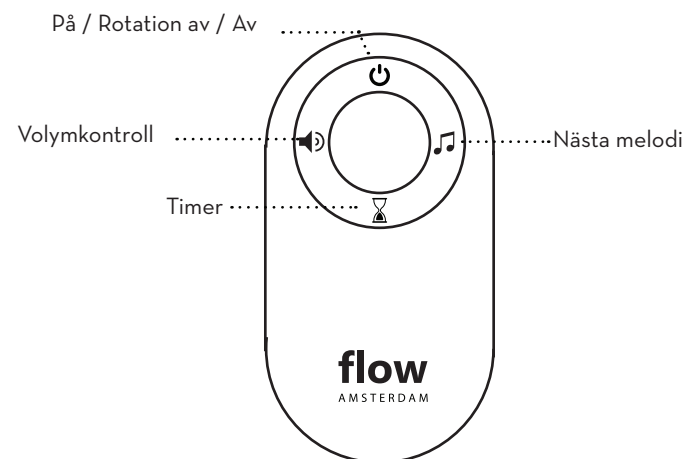 På / Rotation av / Av
Volymkontroll
Nästa melodi
Timer
flow
AMSTERDAM